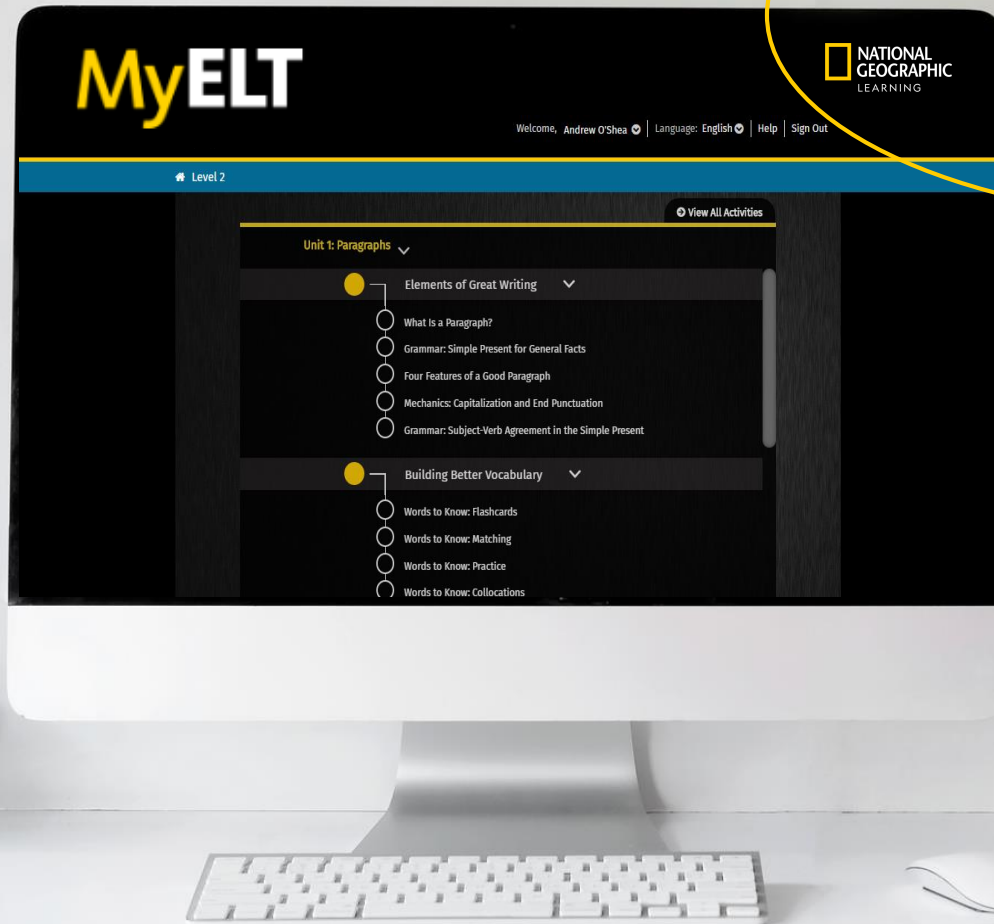 MyELT
NATIONAL
GEOGRAPHIC
LEARNING
Welcome, Andrew O'Shea | Language: English | Help | Sign Out
Level 2
View All Activities
Unit 1: Paragraphs
Elements of Great Writing
What Is a Paragraph?
Grammar: Simple Present for General Facts
Four Features of a Good Paragraph
Mechanics: Capitalization and End Punctuation
Grammar: Subject-Verb Agreement in the Simple Present
Building Better Vocabulary
Words to Know: Flashcards
Words to Know: Matching
Words to Know: Practice
Words to Know: Collocations